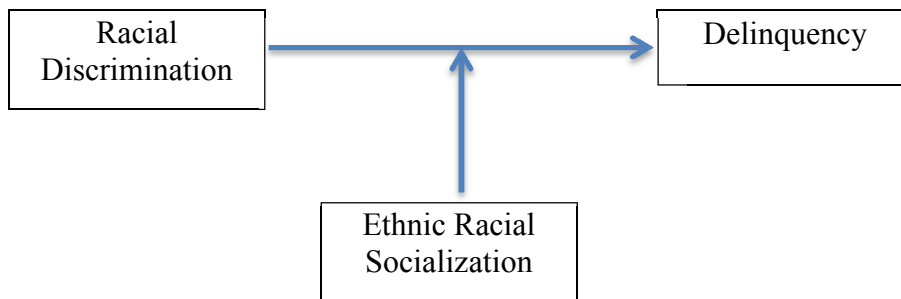 Racial
Discrimination
Delinquency
Ethnic Racial
Socialization